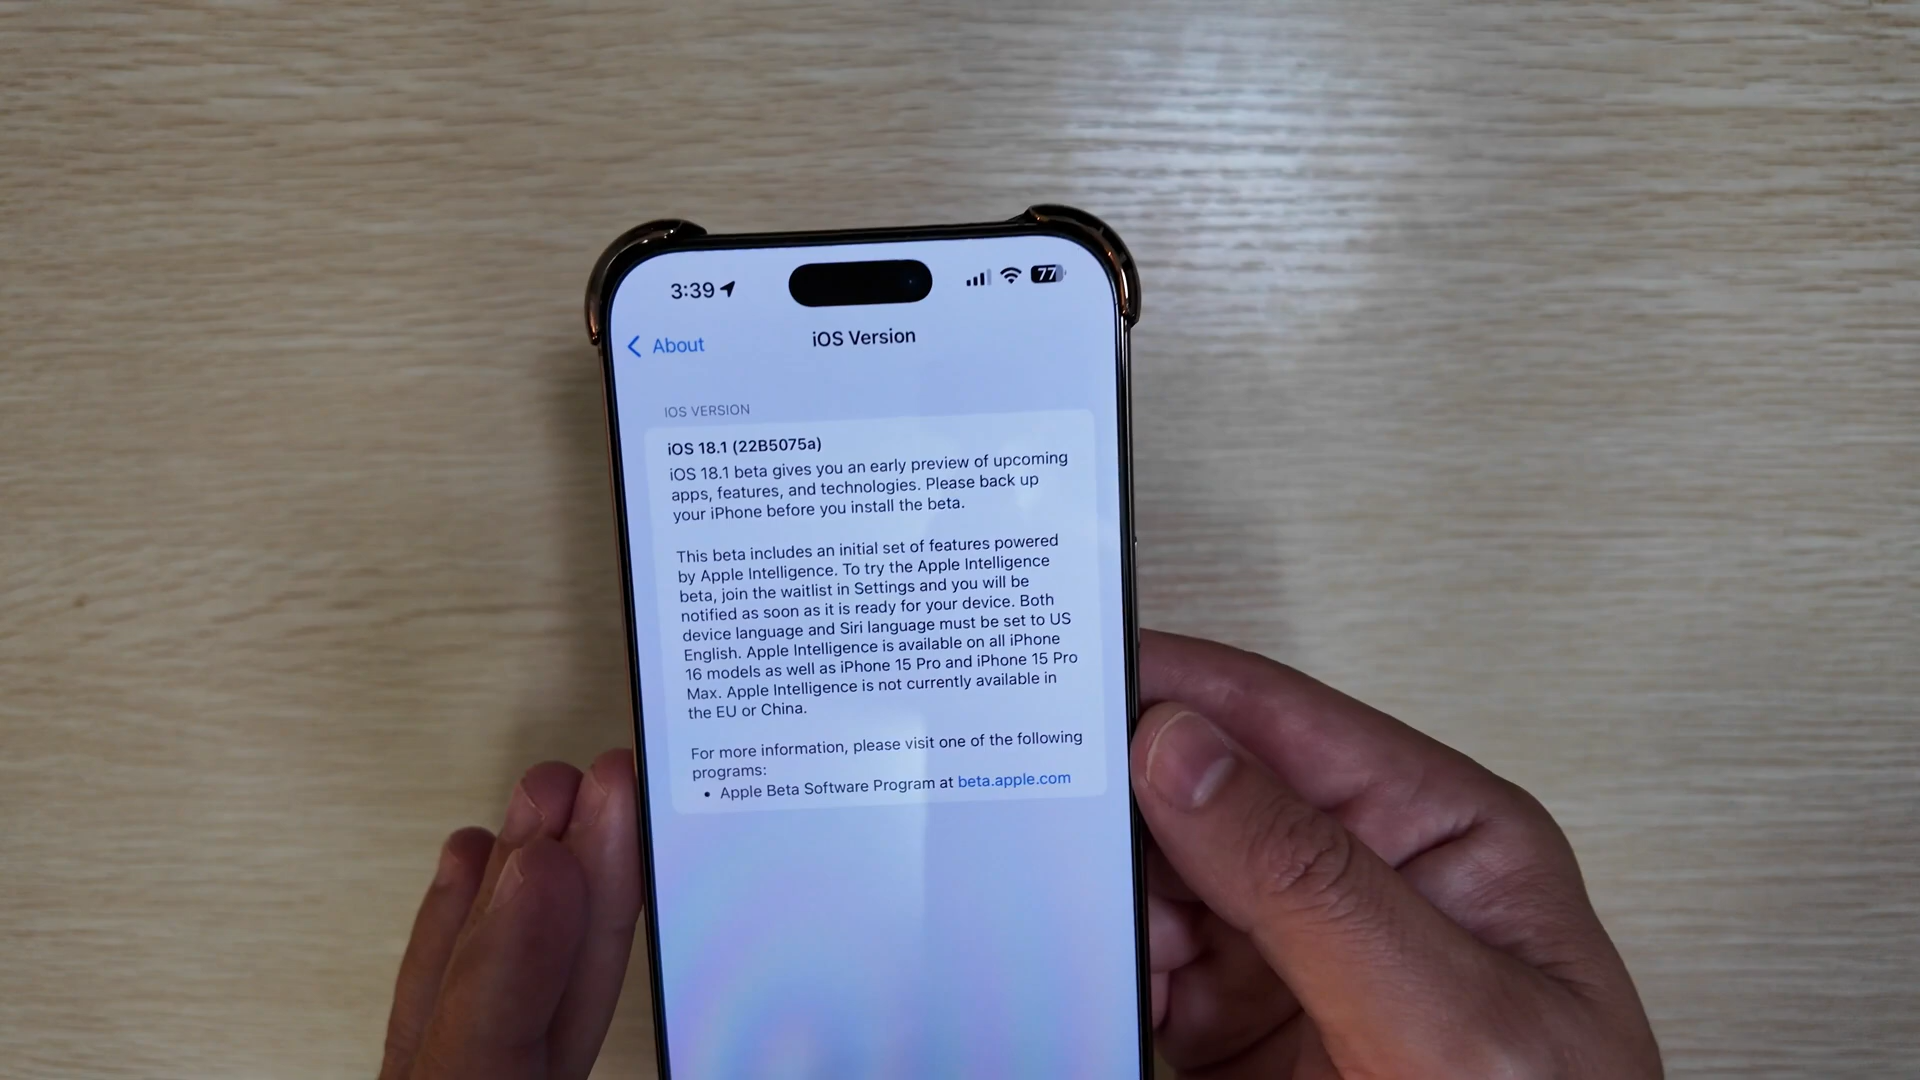 3:39
77
About
iOS Version
IOS VERSION
iOS 18.1 (22B5075a)
iOS 18.1 beta gives you an early preview of upcoming
apps, features, and technologies. Please back up
your iPhone before you install the beta.
This beta includes an initial set of features powered
by Apple Intelligence. To try the Apple Intelligence
beta, join the waitlist in Settings and you will be
notified as soon as it is ready for your device. Both
device language and Siri language must be set to US
English. Apple Intelligence is available on all iPhone
16 models as well as iPhone 15 Pro and iPhone 15 Pro
Max. Apple Intelligence is not currently available in
the EU or China.
For more information, please visit one of the following
programs:
• Apple Beta Software Program at beta.apple.com